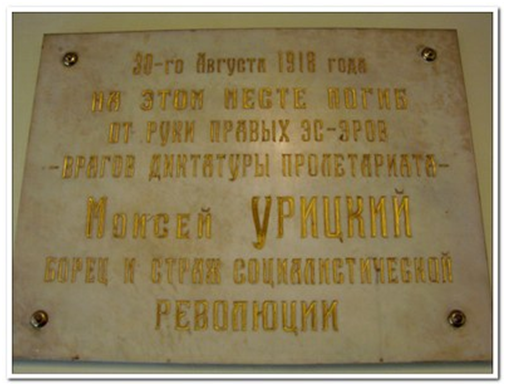 30-го Августа 1918 года
НА ЭТОМ МЕСТЕ ПОГИБ
ОТ РУКИ ПРАВЫХ ЭС-ЭРОВ
-ВРАГОВ ДИКТАТУРЫ ПРОЛЕТАРИАТА-
Моисей УРИЦКИЙ
БОРЕЦ И СТРАЖ СОЦИАЛИСТИЧЕСКОЙ
РЕВОЛЮЦИИ